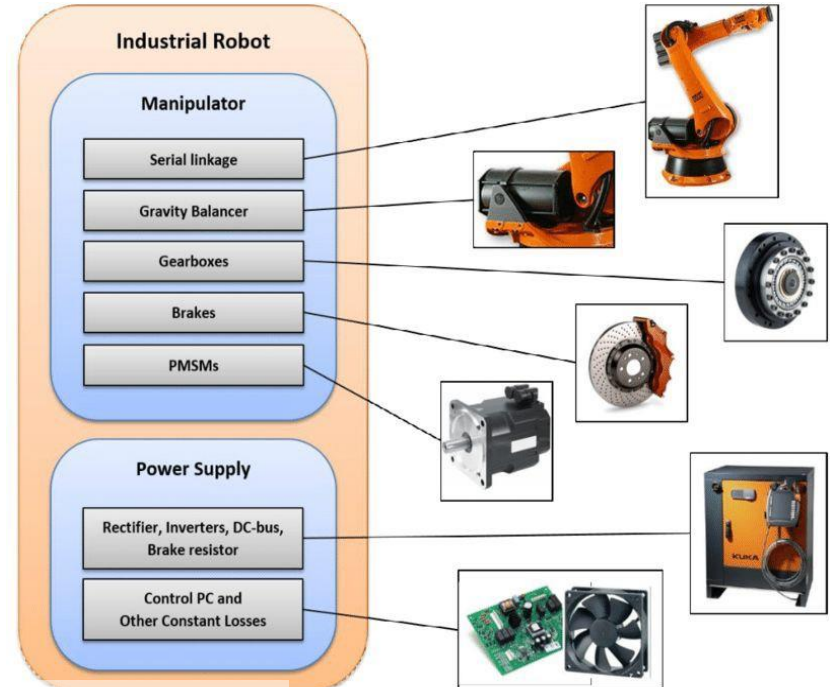 Industrial Robot
Manipulator
Serial linkage
Gravity Balancer
Gearboxes
Brakes
PMSMs
Power Supply
Rectifier, Inverters, DC-bus,
Brake resistor
KUKA
Control PC and
Other Constant Losses